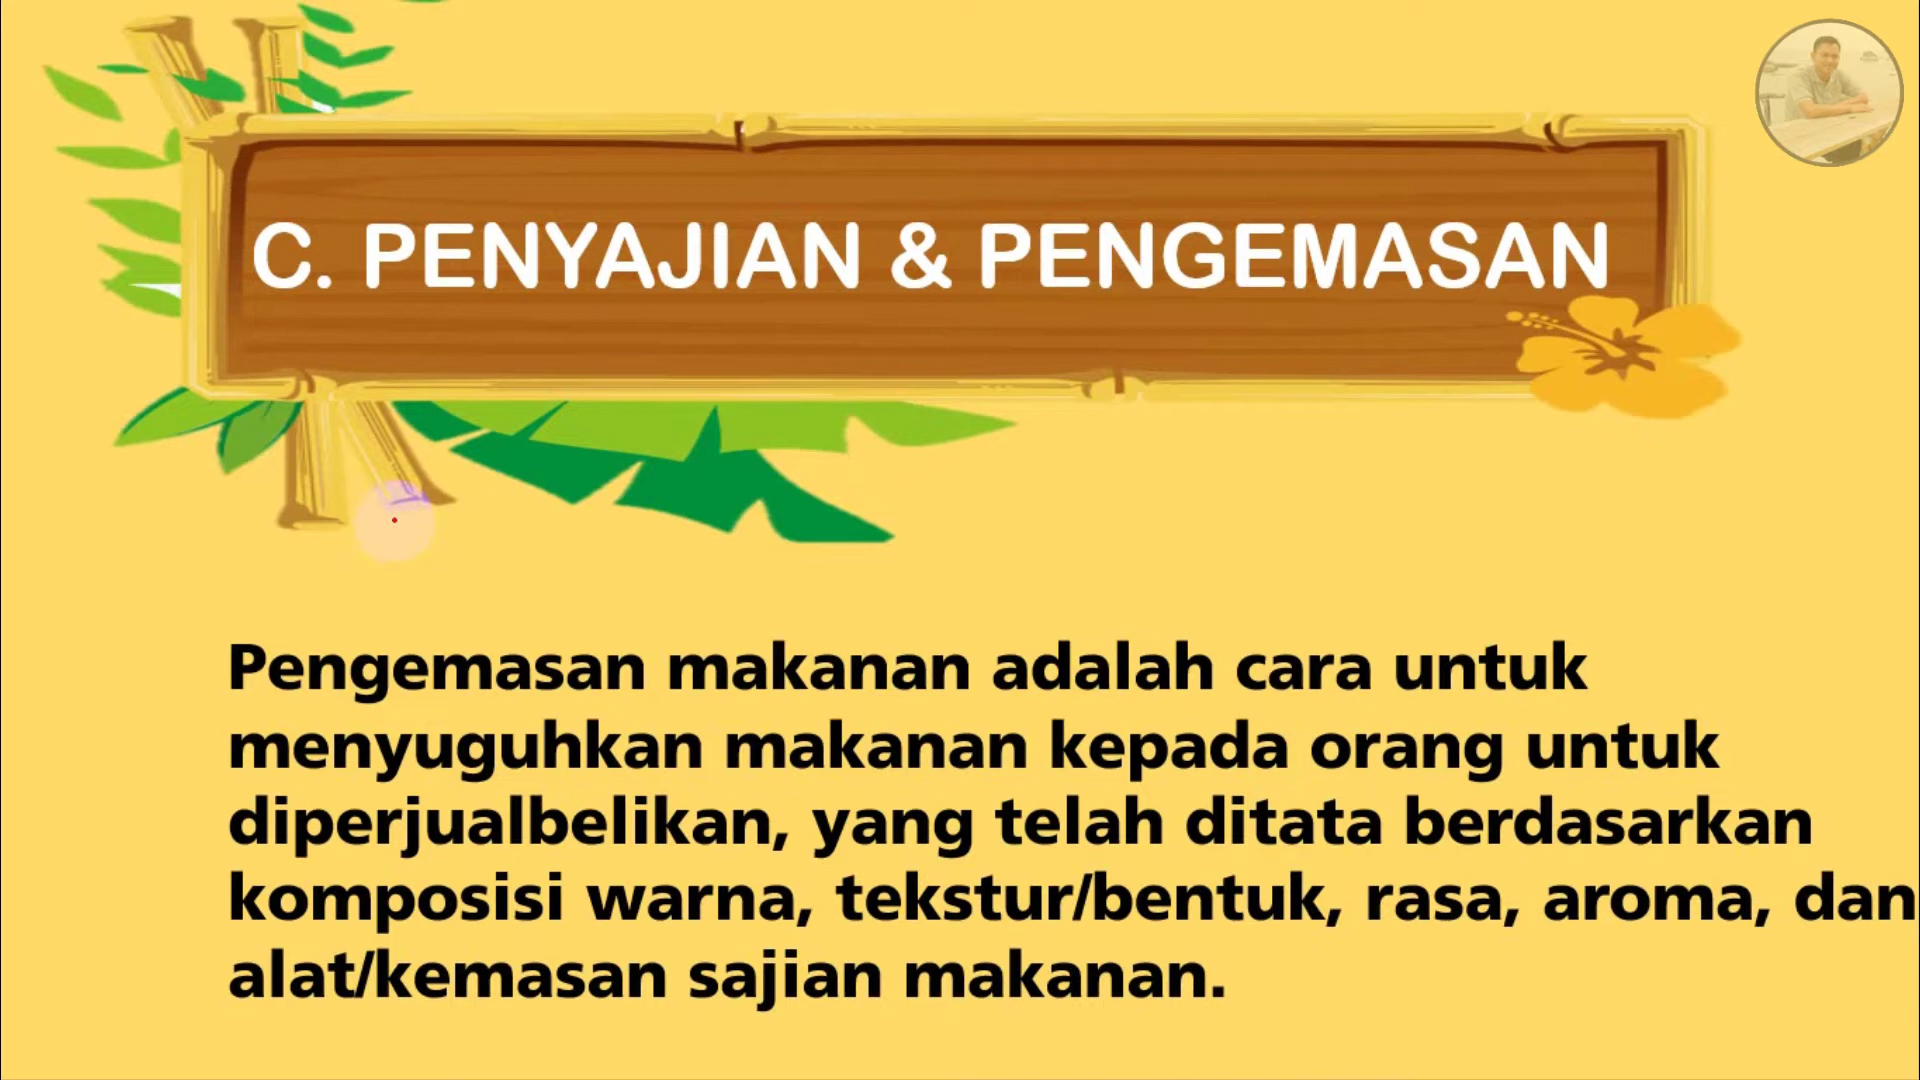 C. PENYAJIAN & PENGEMASAN
Pengemasan makanan adalah cara untuk
menyuguhkan makanan kepada orang untuk
diperjualbelikan, yang telah ditata berdasarkan
komposisi warna, tekstur/bentuk, rasa, aroma, dan
alat/kemasan sajian makanan.